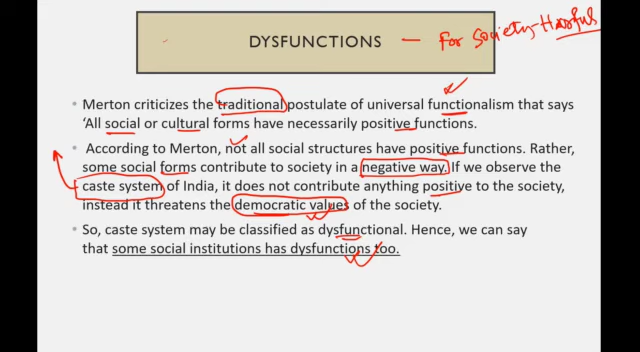 DYSFUNCTIONS — For Society Harful
• Merton criticizes the traditional postulate of universal functionalism that says
‘All social or cultural forms have necessarily positive functions.
• According to Merton, not all social structures have positive functions. Rather,
some social forms contribute to society in a negative way. If we observe the
caste system of India, it does not contribute anything positive to the society,
instead it threatens the democratic values of the society.
• So, caste system may be classified as dysfunctional. Hence, we can say
that some social institutions has dysfunctions too.